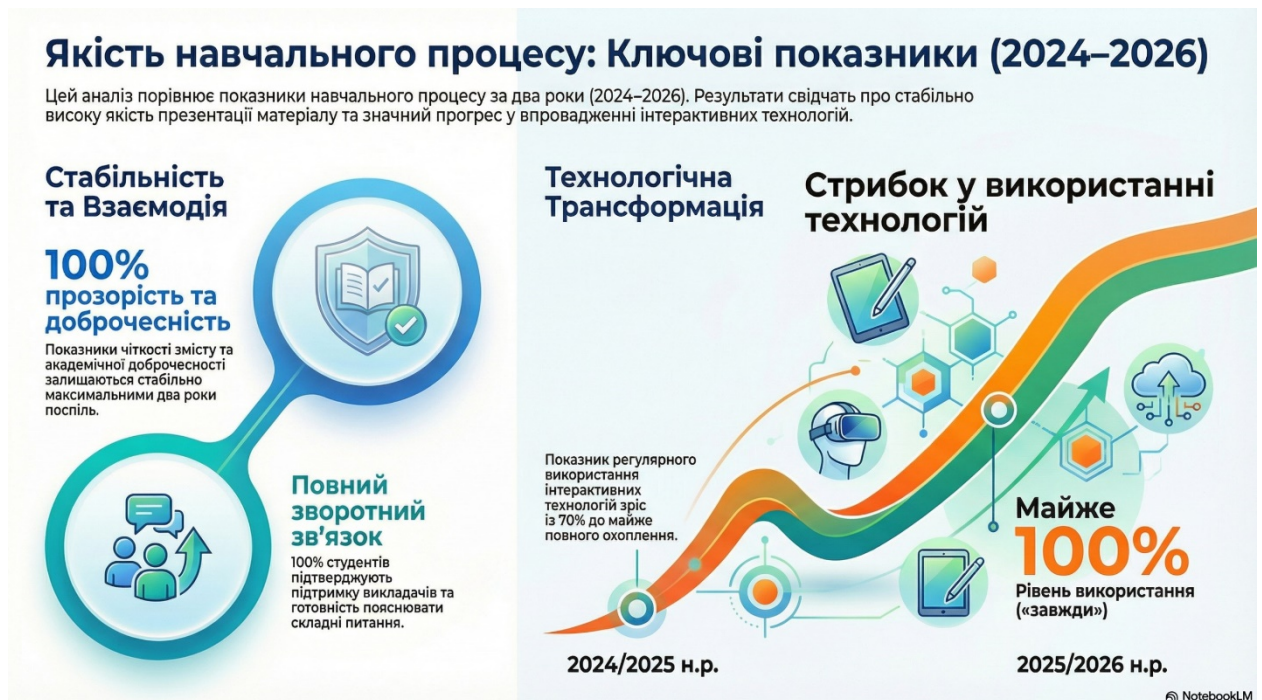 Якість навчального процесу: Ключові показники (2024–2026)
Цей аналіз порівнює показники навчального процесу за два роки (2024–2026). Результати свідчать про стабільно
високу якість презентації матеріалу та значний прогрес у впровадженні інтерактивних технологій.
Стабільність
та Взаємодія
100%
прозорість та
доброчесність
Показники чіткості змісту та
академічної доброчесності
залишаються стабільно
максимальними два роки
поспіль.
Повний
зворотний
зв'язок
100% студентів
підтверджують
підтримку викладачів та
готовність пояснювати
складні питання.
Технологічна
Трансформація
Стрибок у використанні
технологій
Показник регулярного
використання
інтерактивних
технологій зріс
із 70% до майже
повного охоплення.
Майже
100%
Рівень використання
(«завжди»)
2024/2025 н.р.
2025/2026 н.р.
NotebookLM